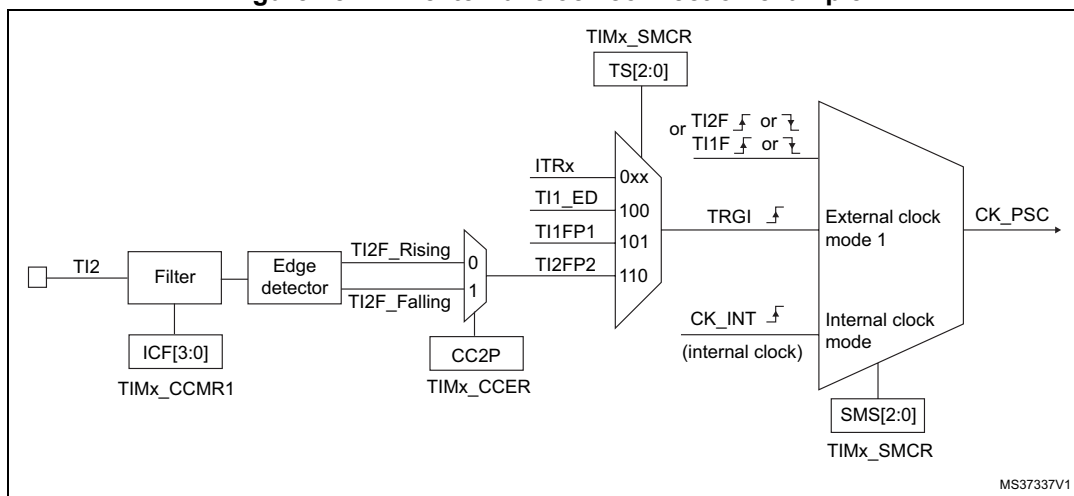 TIMx_SMCR
TS[2:0]
or TI2F or
TI1F or
ITRx
0xx
TI1_ED
100
TRGI
External clock
mode 1
CK_PSC
TI1FP1
101
TI2
Filter
Edge
detector
TI2F_Rising
0
TI2F_Falling
1
TI2FP2
110
CK_INT
(internal clock)
Internal clock
mode
ICF[3:0]
TIMx_CCMR1
CC2P
TIMx_CCER
SMS[2:0]
TIMx_SMCR
MS37337V1